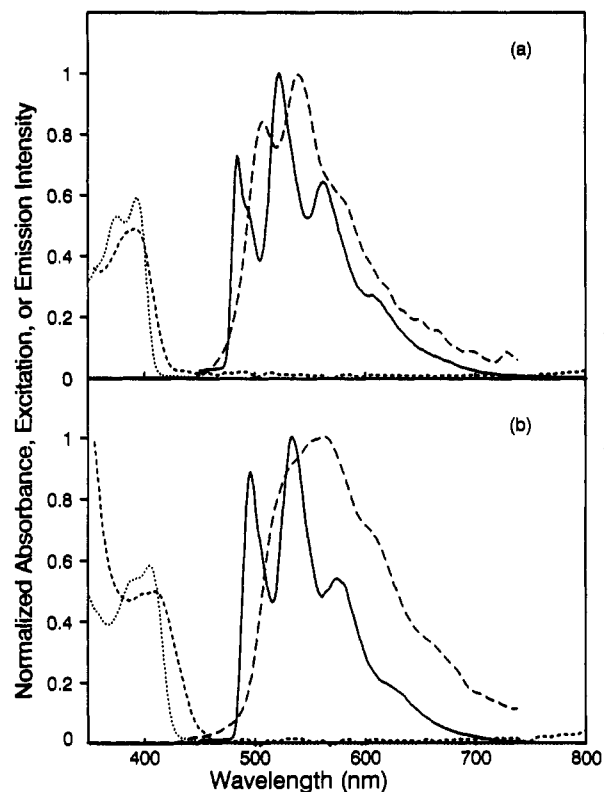 Normalized Absorbance, Excitation, or Emission Intensity
(a)
1
0.8
0.6
0.4
0.2
0
(b)
1
0.8
0.6
0.4
0.2
0
400 500 600 700 800
Wavelength (nm)